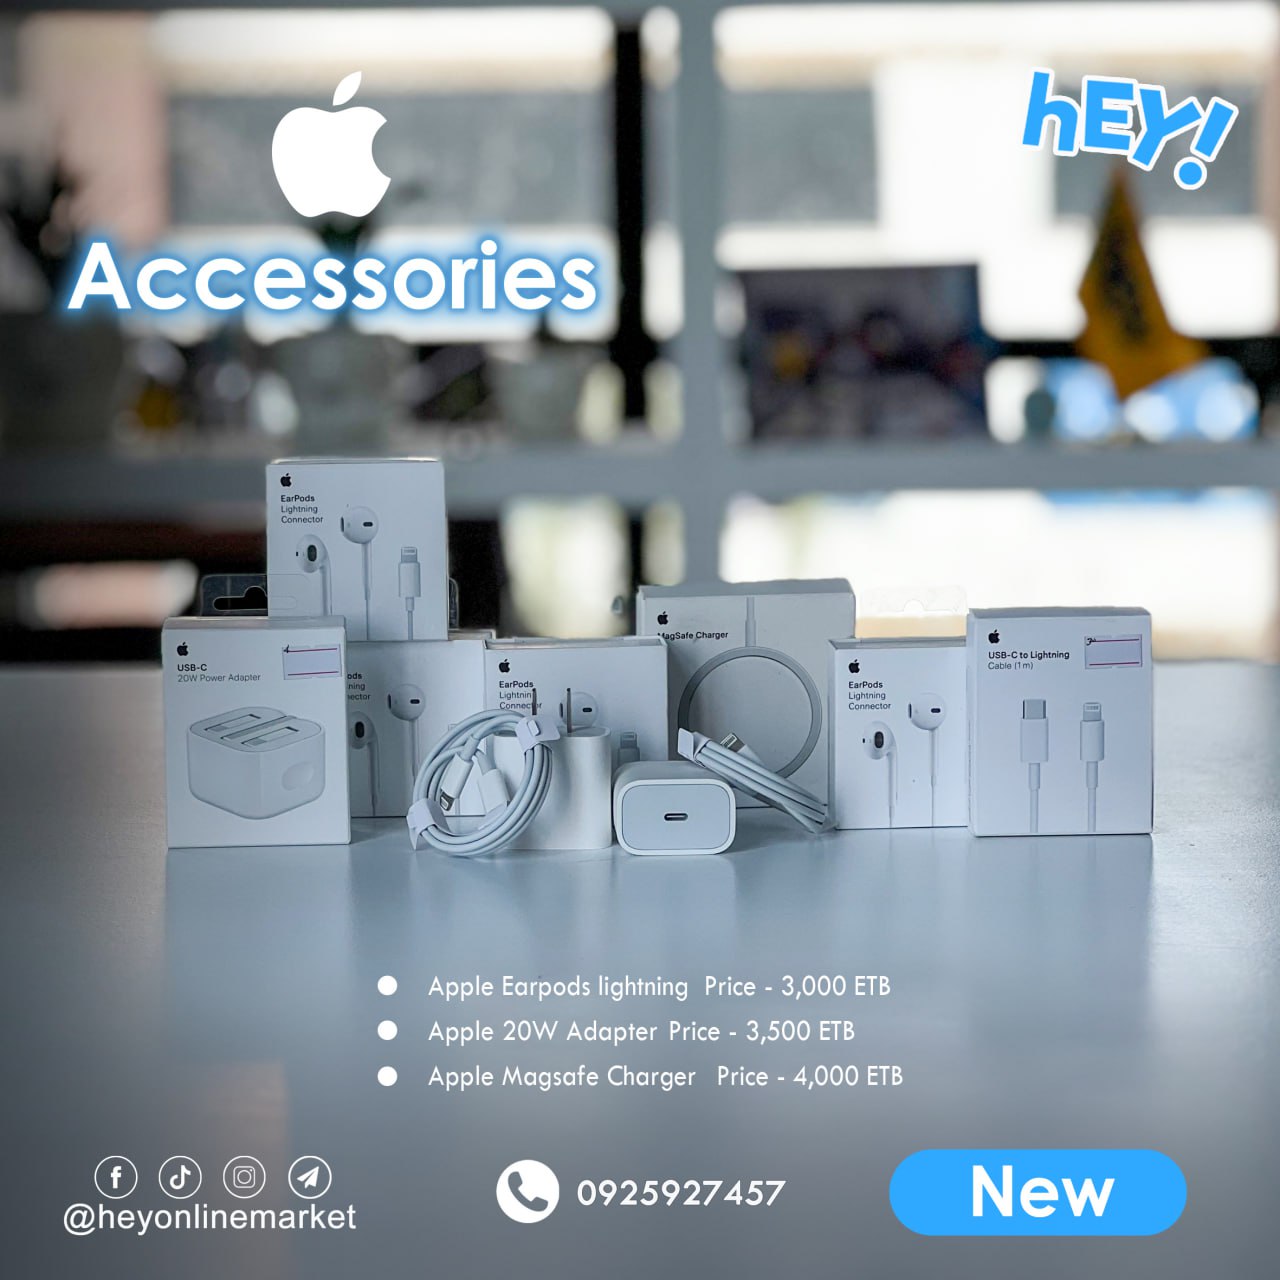 hEY!
Accessories
EarPods
Lightning
Connector
USB-C
20W Power Adapter
EarPods
Lightning
Connector
MagSafe Charger
EarPods
Lightning
Connector
USB-C to Lightning
Cable (1 m)
Apple Earpods lightning Price - 3,000 ETB
Apple 20W Adapter Price - 3,500 ETB
Apple Magsafe Charger Price - 4,000 ETB
@heyonlinemarket
0925927457
New